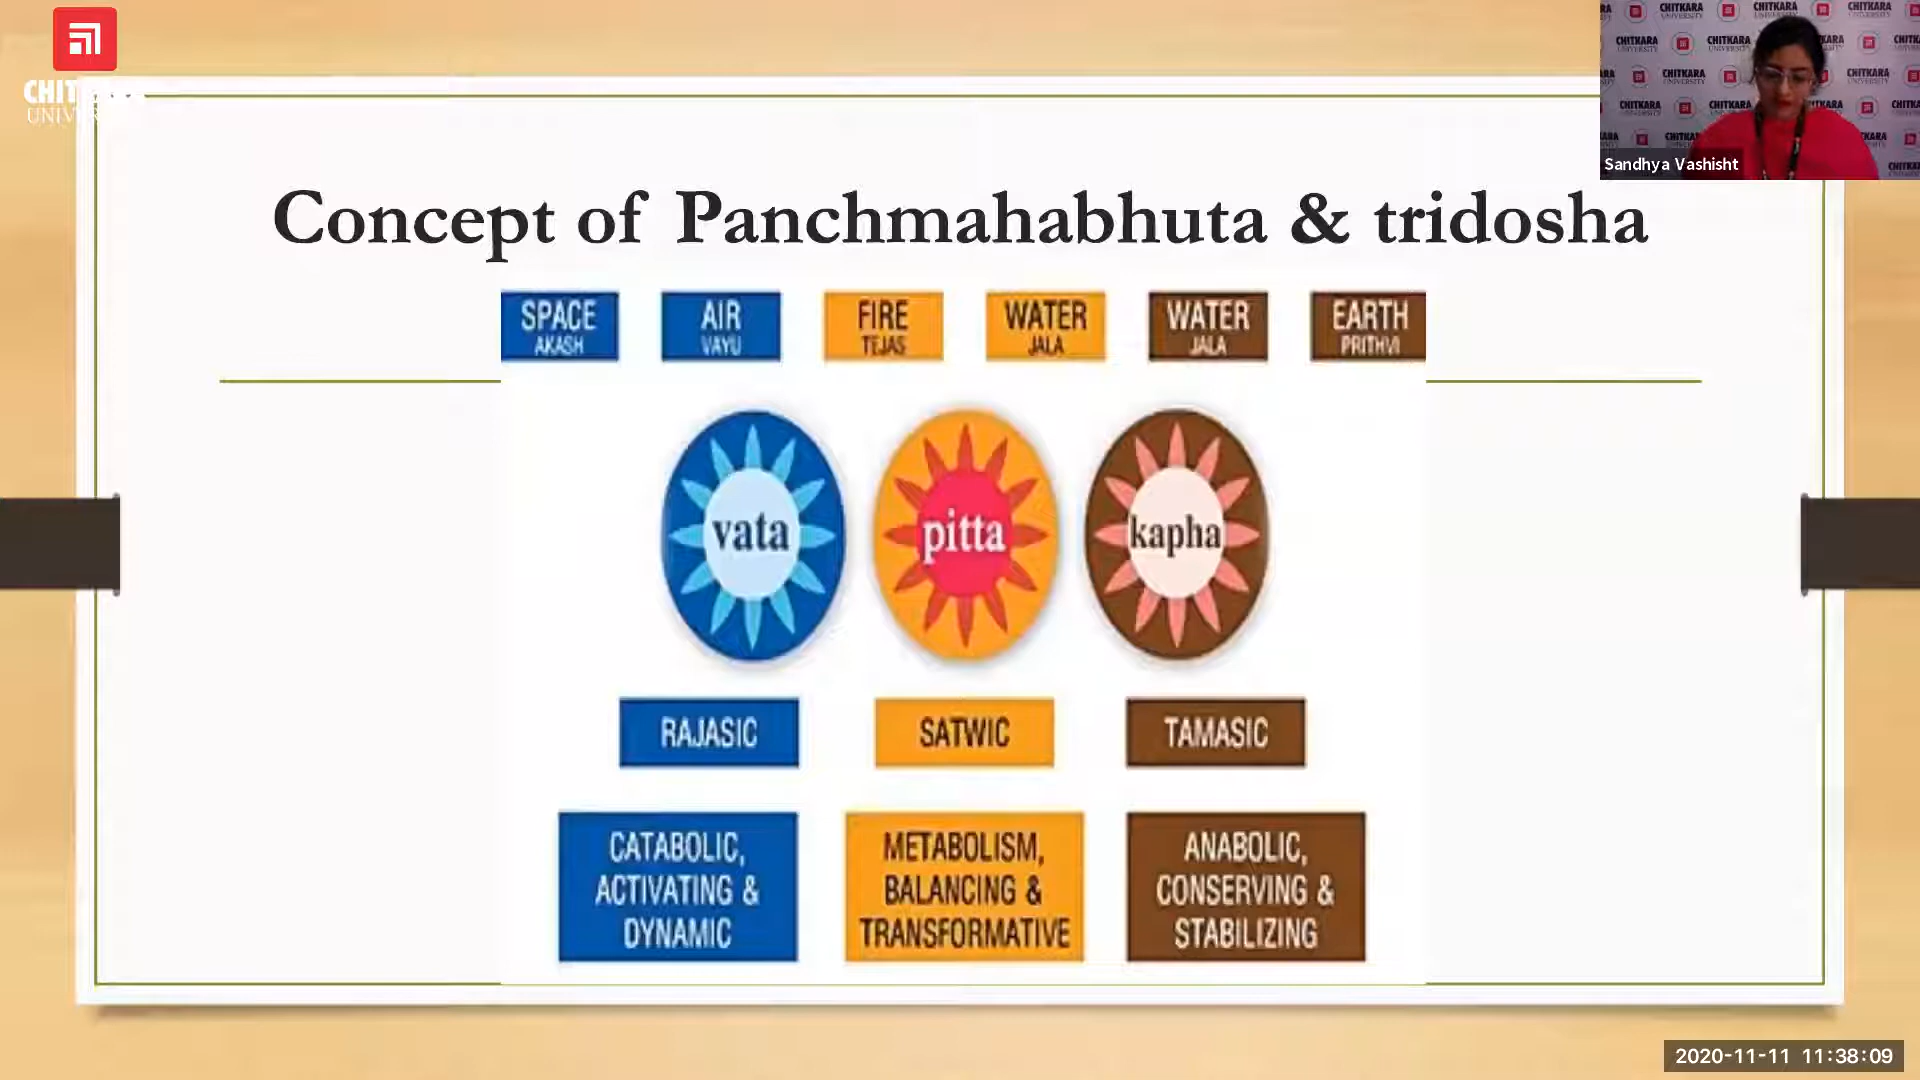 CHITKARA
UNIVERSITY
Sandhya Vashisht
Concept of Panchmahabhuta & tridosha
SPACE
AKASH
AIR
VAYU
FIRE
TEJAS
WATER
JALA
WATER
JALA
EARTH
PRITHVI
vata
pitta
kapha
RAJASIC
SATWIC
TAMASIC
CATABOLIC,
ACTIVATING &
DYNAMIC
METABOLISM,
BALANCING &
TRANSFORMATIVE
ANABOLIC,
CONSERVING &
STABILIZING
2020-11-11 11:38:09